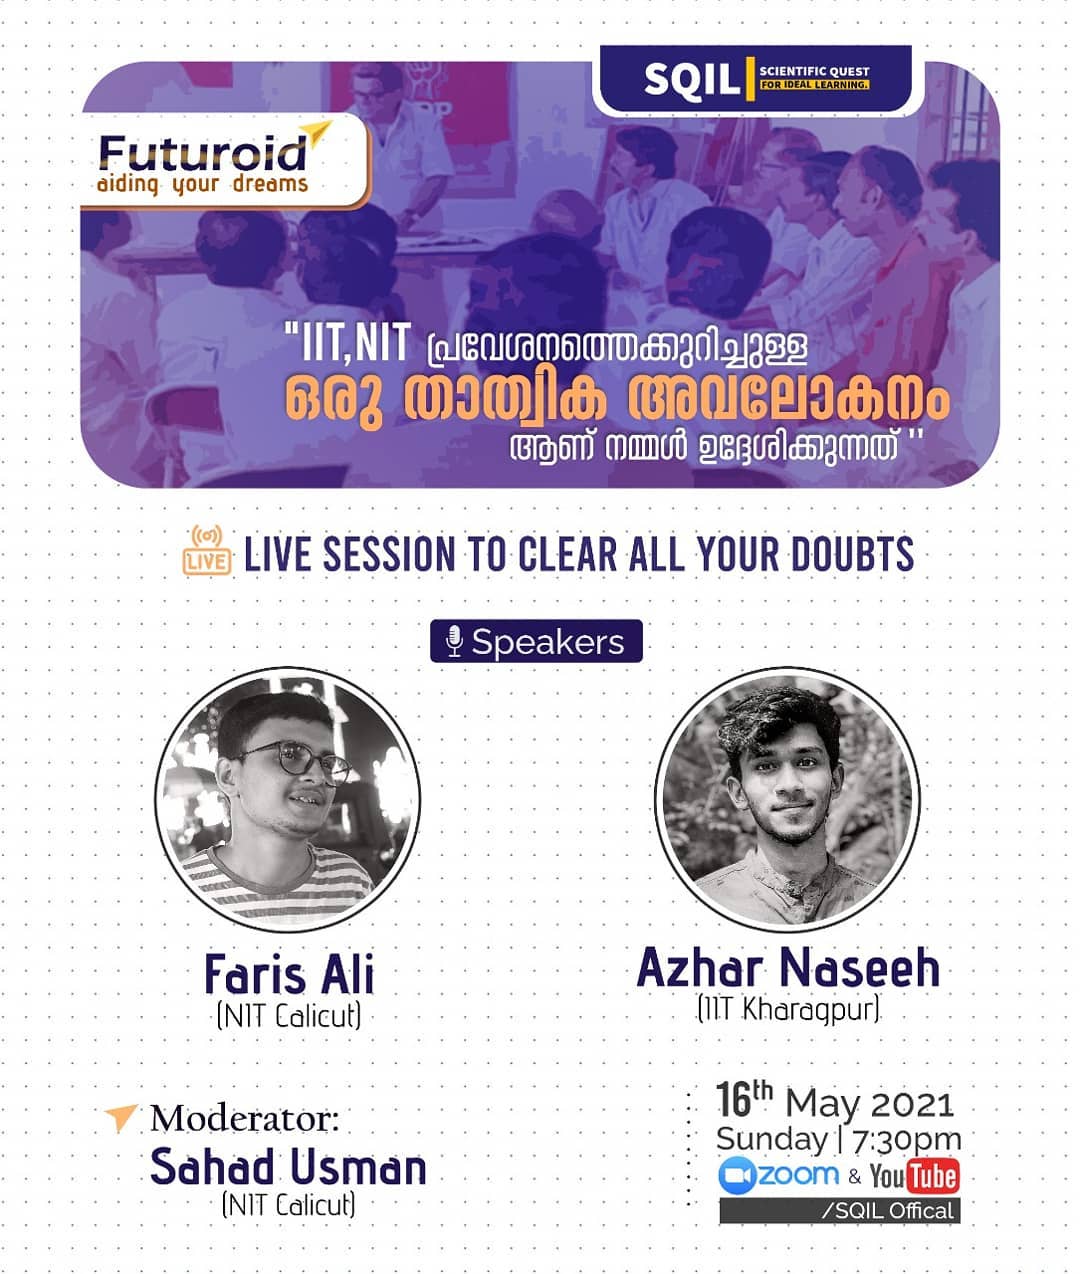 SQIL
SCIENTIFIC QUEST
FOR IDEAL LEARNING.
Futuroid
aiding your dreams
"IIT,NIT പ്രവേശനത്തെക്കുറിച്ചുള്ള
ഒരു താത്വിക അവലോകനം
ആണ് നമ്മൾ ഉദ്ദേശിക്കുന്നത് "
LIVE
LIVE SESSION TO CLEAR ALL YOUR DOUBTS
Speakers
Faris Ali
(NIT Calicut)
Azhar Naseeh
(IIT Kharagpur)
Moderator:
Sahad Usman
(NIT Calicut)
16th May 2021
Sunday | 7:30pm
zoom & YouTube
/SQIL Offical